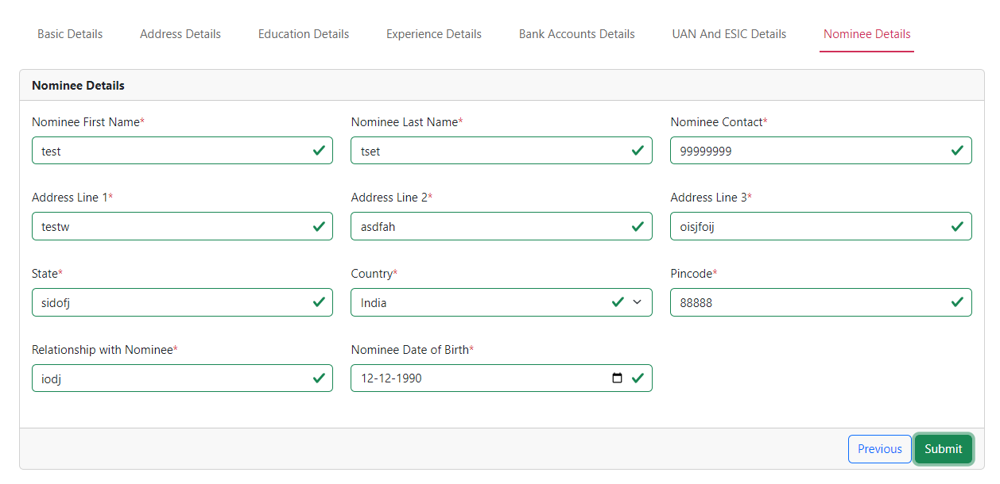 Basic Details Address Details Education Details Experience Details Bank Accounts Details UAN And ESIC Details Nominee Details
Nominee Details
Nominee First Name* Nominee Last Name* Nominee Contact*
test tset 99999999
Address Line 1* Address Line 2* Address Line 3*
testw asdfah oisjfoij
State* Country* Pincode*
sidofj India 88888
Relationship with Nominee* Nominee Date of Birth*
iodj 12-12-1990
Previous Submit